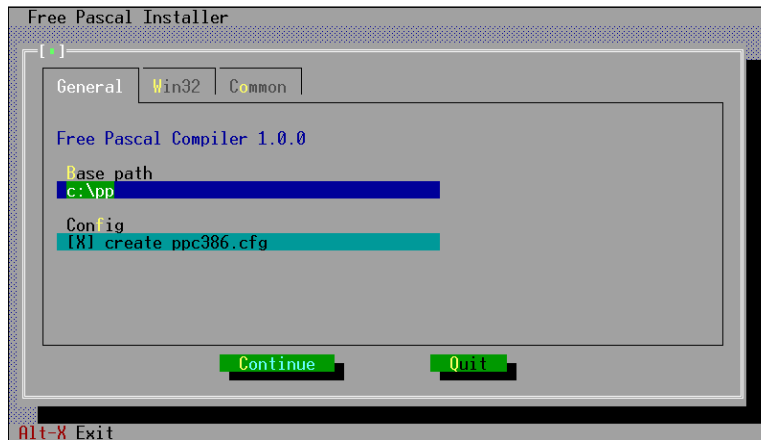 Free Pascal Installer
General Win32 Common
Free Pascal Compiler 1.0.0
Base path
c:\pp
Config
[X] create ppc386.cfg
Continue Quit
Alt-X Exit